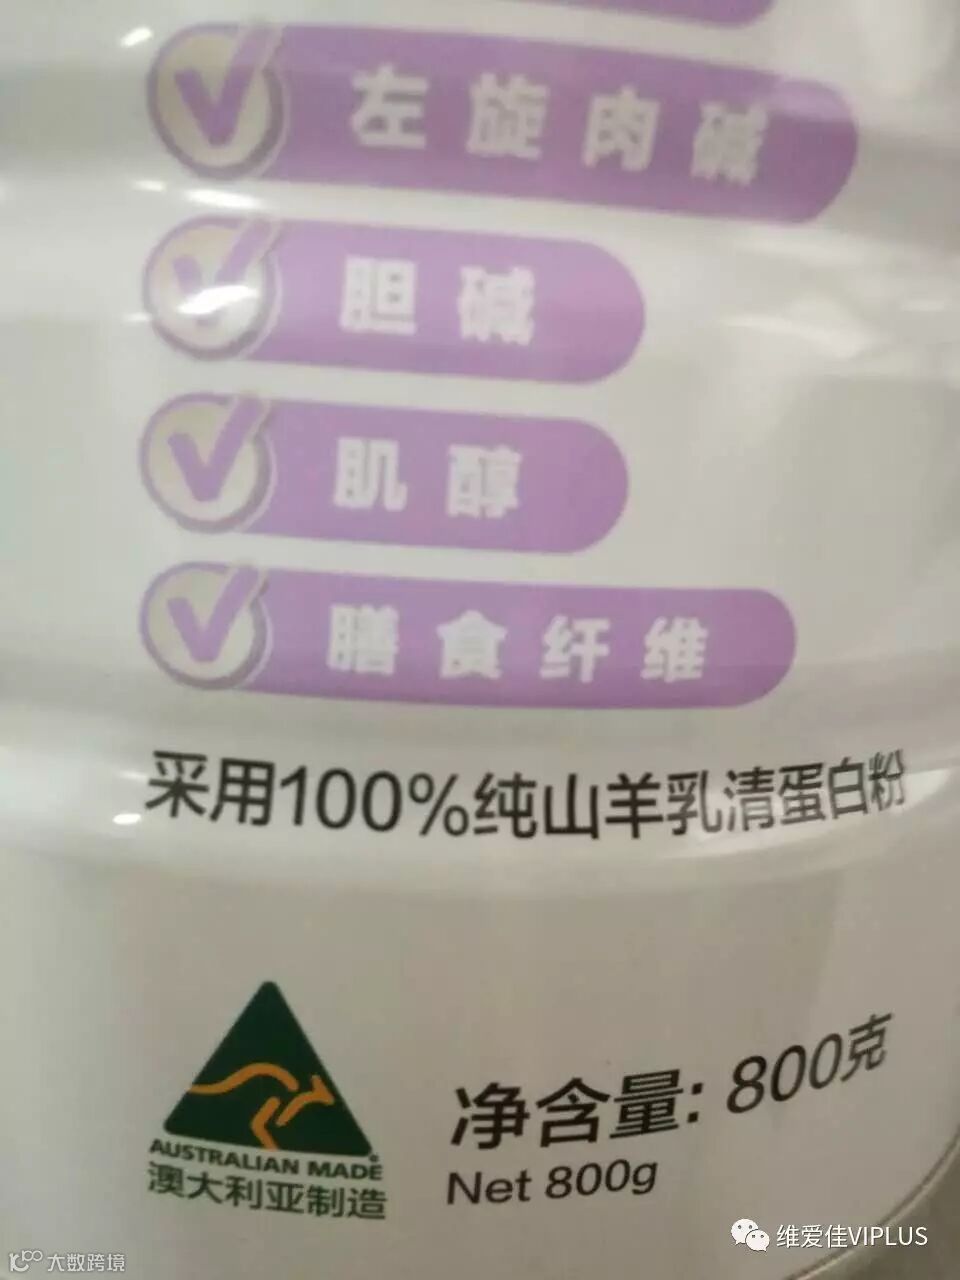 左旋肉碱
胆碱
肌醇
膳食纤维
采用100%纯山羊乳清蛋白粉
AUSTRALIAN MADE
澳大利亚制造
净含量: 800克
Net 800g
维爱佳VIPLUS
大数跨境